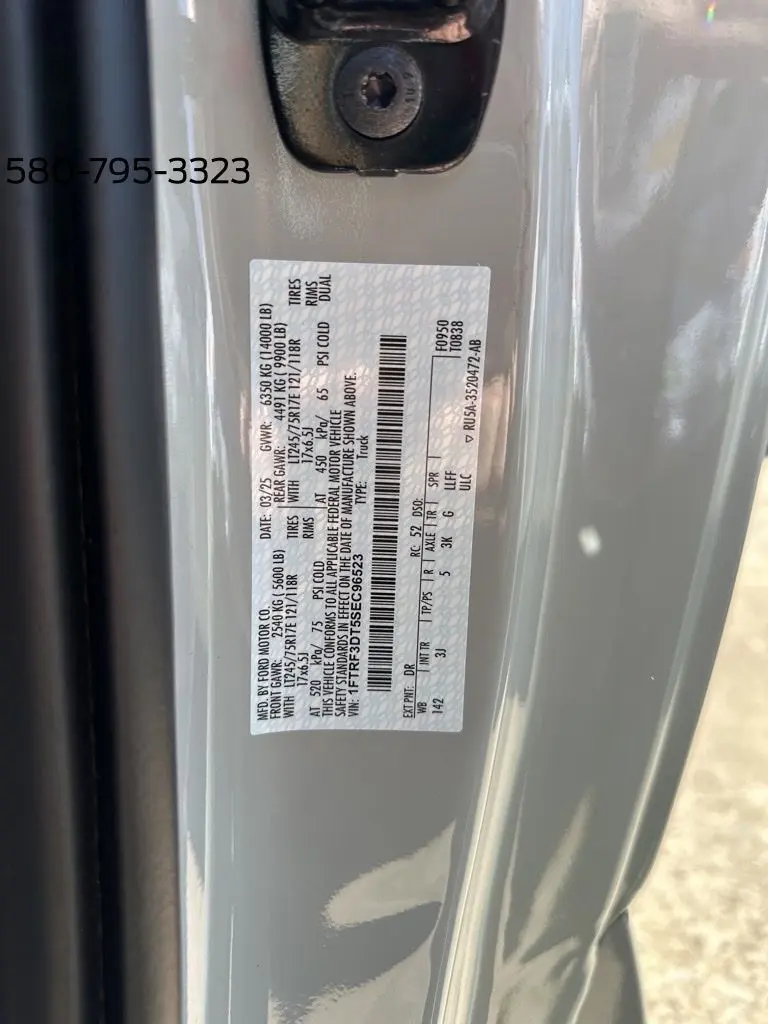 580-795-3323
MFD. BY FORD MOTOR CO.
DATE: 03/25 GVWR: 6350 KG (14000 LB)
FRONT GAWR: 2540 KG ( 5600 LB) REAR GAWR: 4491 KG ( 9900 LB)
WITH LT245/75R17E 121/118R TIRES WITH LT245/75R17E 121/118R TIRES
17x6.5J RIMS 17x6.5J RIMS
AT 520 kPa/ 75 PSI COLD AT 450 kPa/ 65 PSI COLD DUAL
THIS VEHICLE CONFORMS TO ALL APPLICABLE FEDERAL MOTOR VEHICLE
SAFETY STANDARDS IN EFFECT ON THE DATE OF MANUFACTURE SHOWN ABOVE.
VIN: 1FTRF3DT5SEC96523 TYPE: Truck
EXT PNT: DR RC: 52 DSO: F0950
WB INT TR TP/PS R AXLE TR SPR T0838
142 3J 5 3K G LLFF
ULC ▽ RU5A-3520472-AB